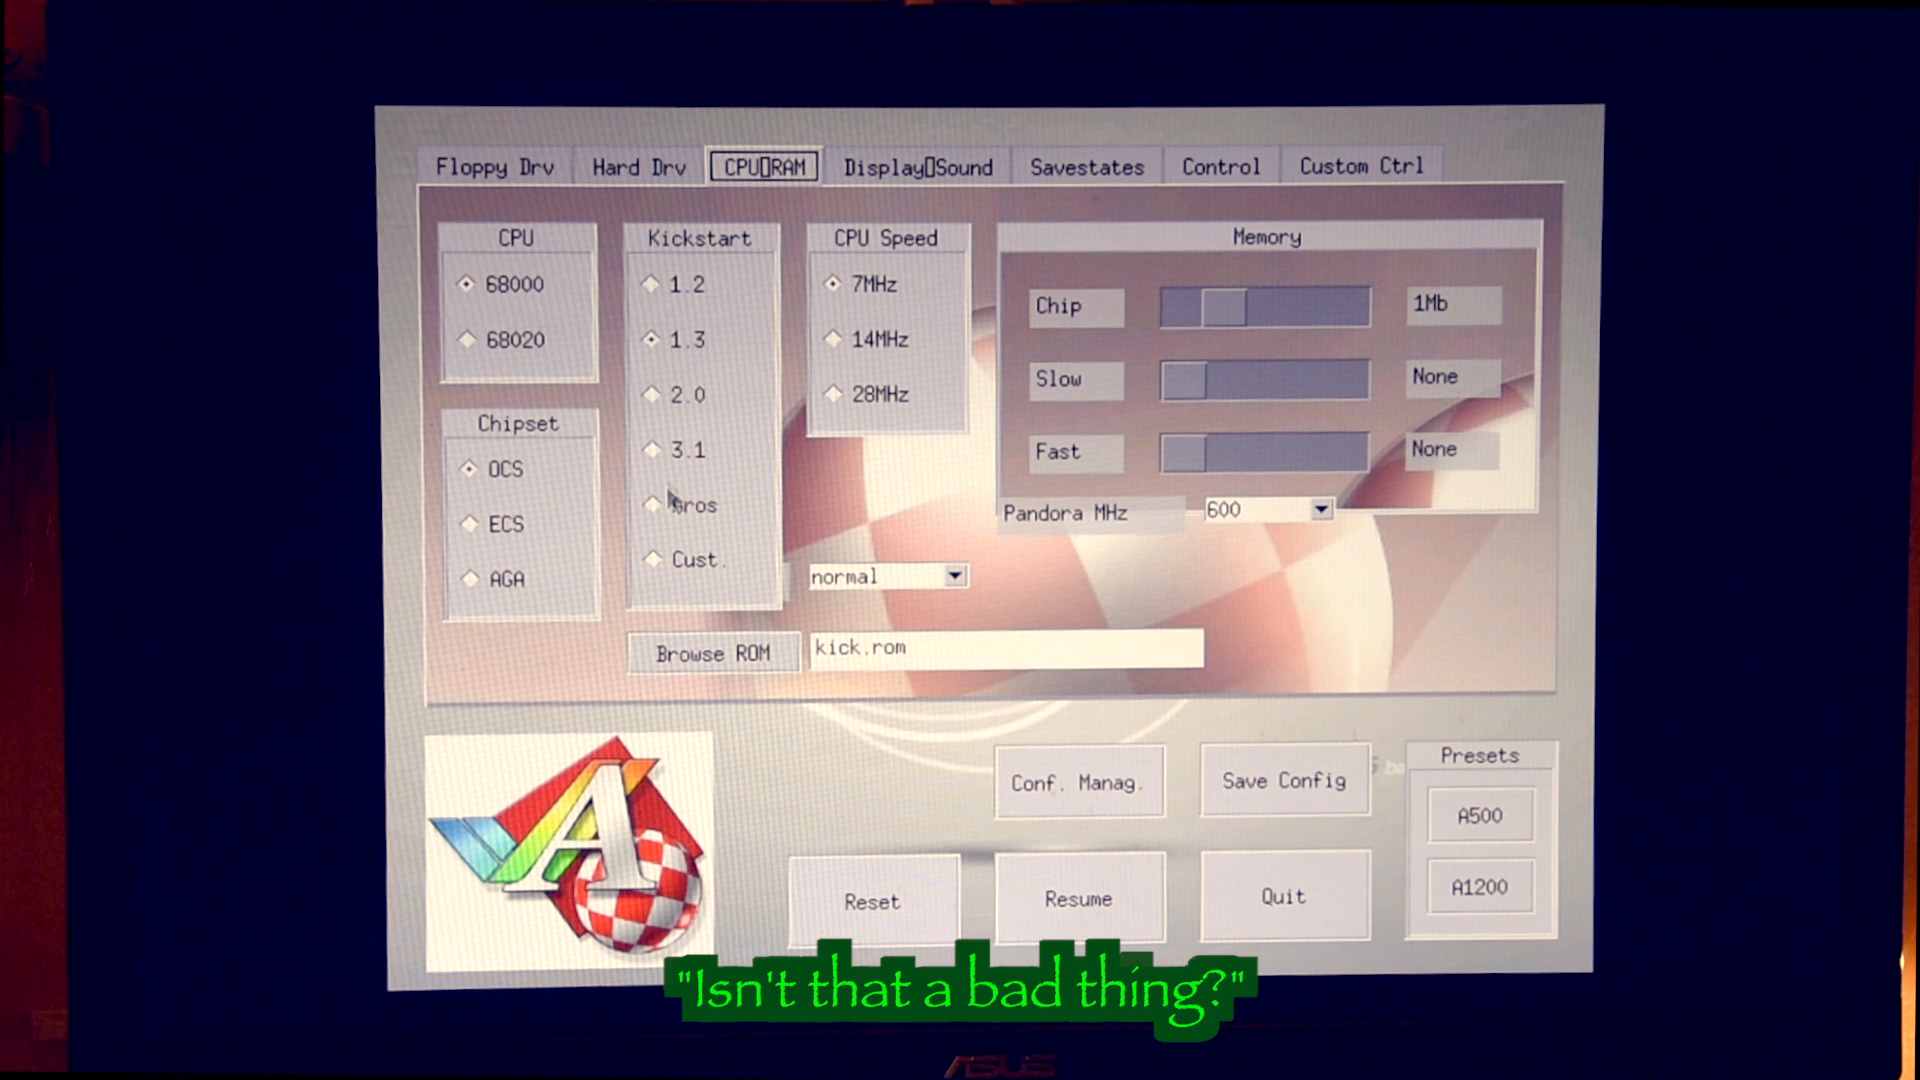 Floppy Drv
Hard Drv
CPU▯RAM
Display▯Sound
Savestates
Control
Custom Ctrl
CPU
68000
68020
Chipset
OCS
ECS
AGA
Kickstart
1.2
1.3
2.0
3.1
Aros
Cust.
CPU Speed
7MHz
14MHz
28MHz
normal
Memory
Chip
1Mb
Slow
None
Fast
None
Pandora MHz
600
Browse ROM
kick.rom
Conf. Manag.
Save Config
Presets
A500
A1200
Reset
Resume
Quit
"Isn't that a bad thing?"
ASUS